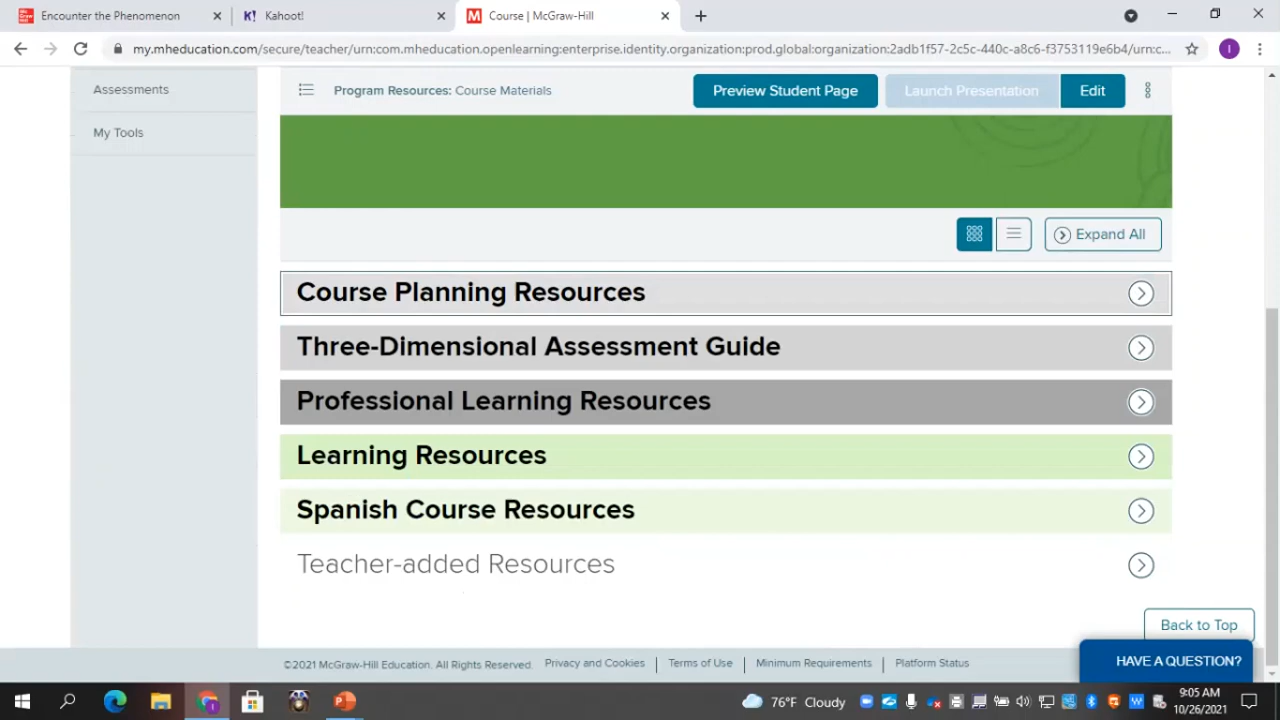 Encounter the Phenomenon
K! Kahoot!
M Course | McGraw-Hill
my.mheducation.com/secure/teacher/urn:com.mheducation.openlearning:enterprise.identity.organization:prod.global:organization:2adb1f57-2c5c-440c-a8c6-f3753119e6b4/urn:c...
I
Assessments
My Tools
Program Resources: Course Materials
Preview Student Page
Launch Presentation
Edit
Expand All
Course Planning Resources
Three-Dimensional Assessment Guide
Professional Learning Resources
Learning Resources
Spanish Course Resources
Teacher-added Resources
Back to Top
HAVE A QUESTION?
©2021 McGraw-Hill Education. All Rights Reserved. Privacy and Cookies | Terms of Use | Minimum Requirements | Platform Status
76°F Cloudy
9:05 AM
10/26/2021